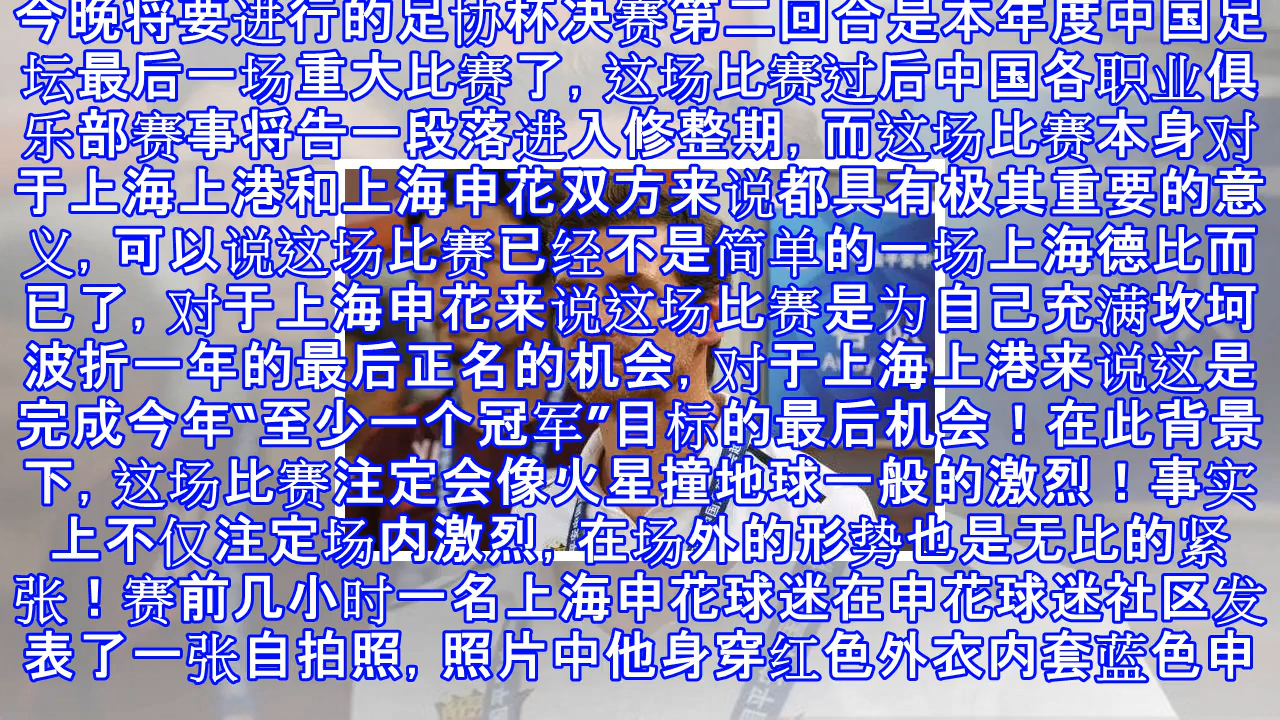 今晚将要进行的足协杯决赛第二回合是本年度中国足
坛最后一场重大比赛了, 这场比赛过后中国各职业俱
乐部赛事将告一段落进入修整期, 而这场比赛本身对
于上海上港和上海申花双方来说都具有极其重要的意
义, 可以说这场比赛已经不是简单的一场上海德比而
已了, 对于上海申花来说这场比赛是为自己充满坎坷
波折一年的最后正名的机会, 对于上海上港来说这是
完成今年“至少一个冠军”目标的最后机会！在此背景
下, 这场比赛注定会像火星撞地球一般的激烈！事实
上不仅注定场内激烈, 在场外的形势也是无比的紧
张！赛前几小时一名上海申花球迷在申花球迷社区发
表了一张自拍照, 照片中他身穿红色外衣内套蓝色申